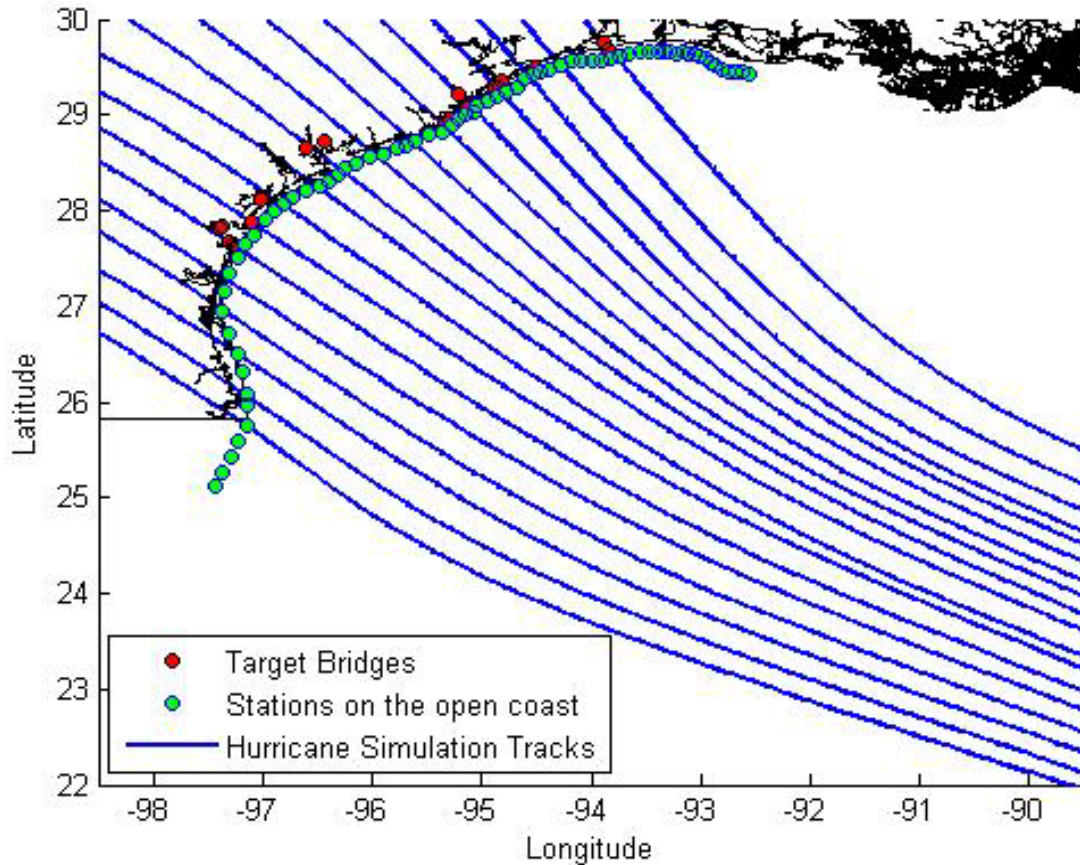 30
29
28
27
26
25
24
23
22
Latitude
Target Bridges
Stations on the open coast
Hurricane Simulation Tracks
-98 -97 -96 -95 -94 -93 -92 -91 -90
Longitude